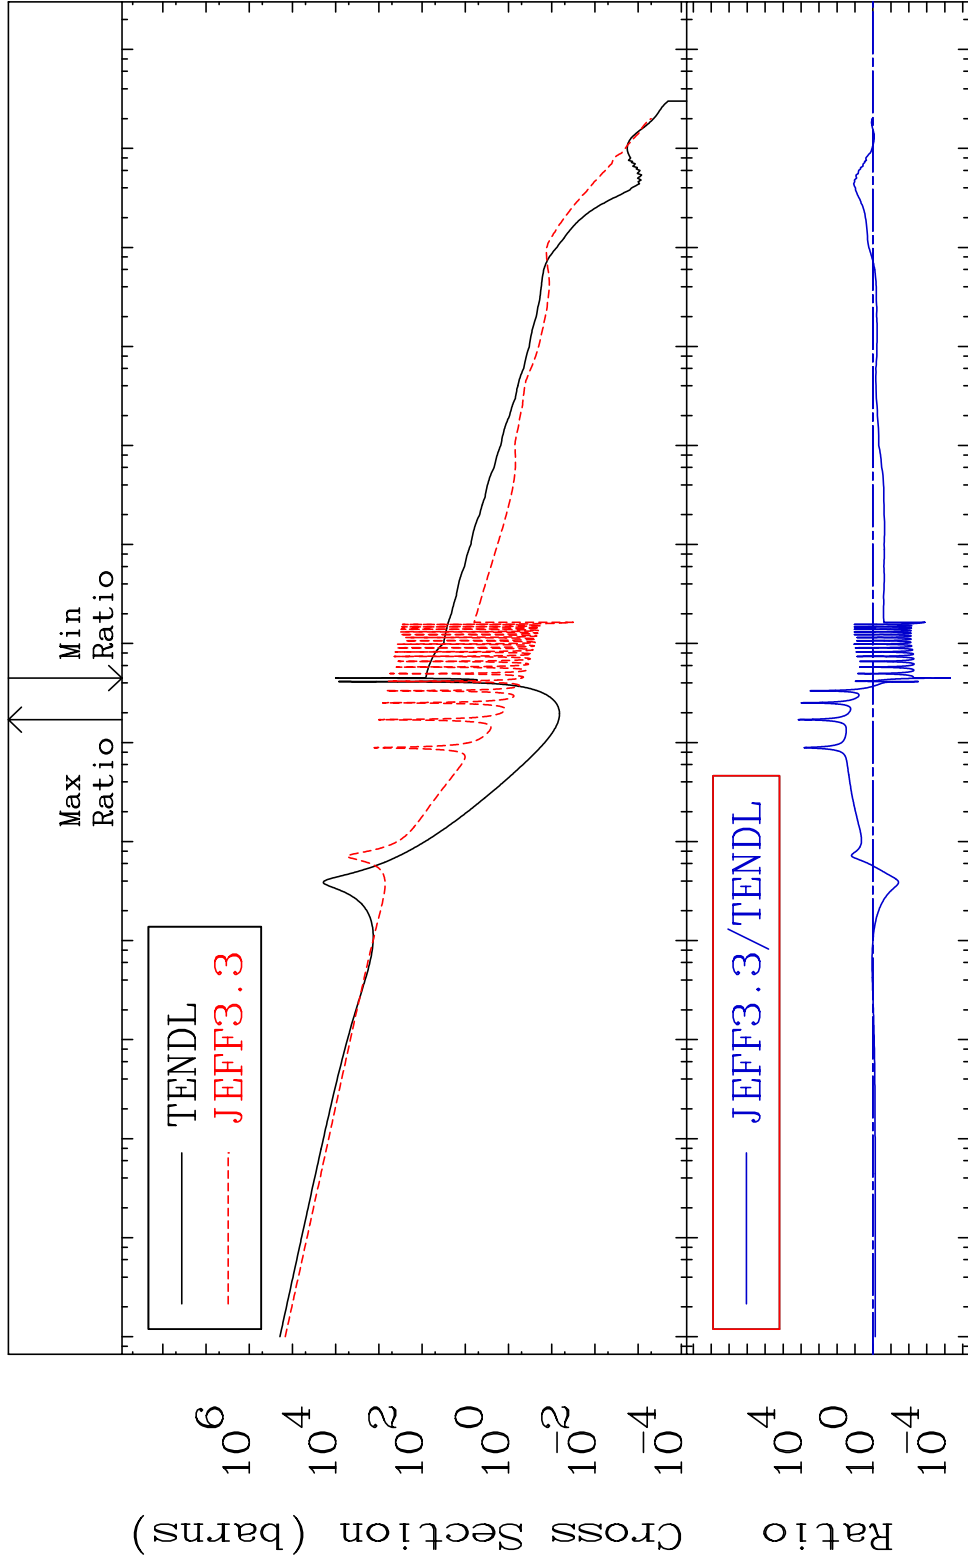 Max
Ratio
Min
Ratio
TENDL
JEFF3.3
JEFF3.3/TENDL
10^6
10^4
10^2
10^0
10^-2
10^-4
Cross Section (barns)
10^4
10^0
10^-4
Ratio